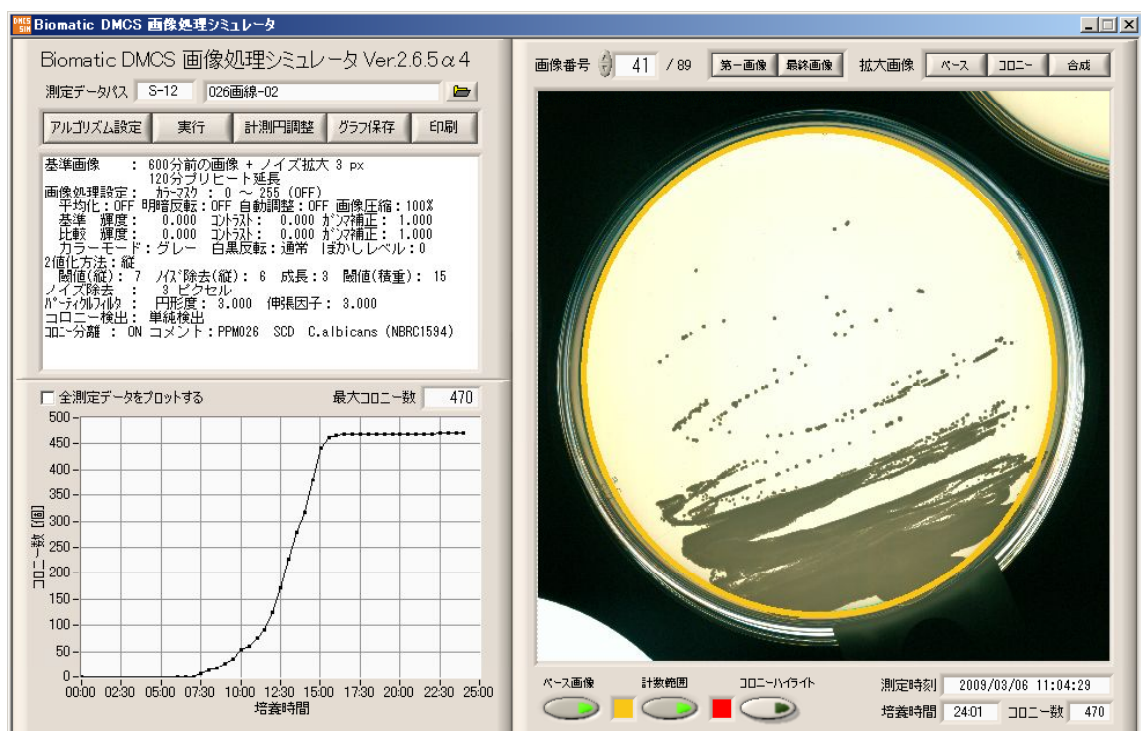 Biomatic DMCS 画像処理シミュレータ
Biomatic DMCS 画像処理シミュレータ Ver.2.6.5α4
測定データパス S-12 026画線-02
アルゴリズム設定 実行 計測円調整 グラフ保存 印刷
基準画像 : 600分前の画像 + ノイズ拡大 3 px
120分プリヒート延長
画像処理設定: カラーマスク : 0 ～ 255 (OFF)
平均化:OFF 明暗反転:OFF 自動調整:OFF 画像圧縮:100%
基準 輝度: 0.000 コントラスト: 0.000 ガンマ補正: 1.000
比較 輝度: 0.000 コントラスト: 0.000 ガンマ補正: 1.000
カラーモード:グレー 白黒反転:通常 ぼかしレベル:0
2値化方法:縦
閾値(縦): 7 ノイズ除去(縦): 6 成長:3 閾値(積重): 15
ノイズ除去 : 3 ピクセル
パーティクルフィルタ : 円形度: 3.000 伸張因子: 3.000
コロニー検出: 単純検出
コロニー分離 : ON コメント:PPM026 SCD C.albicans (NBRC1594)
全測定データをプロットする 最大コロニー数 470
500
450
400
350
300
250
200
150
100
50
0
コロニー数 [個]
00:00 02:30 05:00 07:30 10:00 12:30 15:00 17:30 20:00 22:30 25:00
培養時間
画像番号 41 / 89 第一画像 最終画像 拡大画像 ベース コロニー 合成
ベース画像 計数範囲 コロニーハイライト
測定時刻 2009/03/06 11:04:29
培養時間 24:01 コロニー数 470